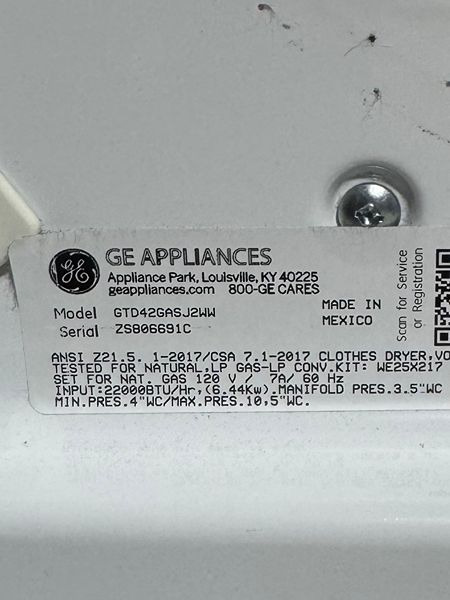 GE APPLIANCES
Appliance Park, Louisville, KY 40225
geappliances.com 800-GE CARES
Model GTD42GASJ2WW
Serial ZS806691C
MADE IN
MEXICO
Scan for Service
or Registration
ANSI Z21.5. 1-2017/CSA 7.1-2017 CLOTHES DRYER,VO
TESTED FOR NATURAL,LP GAS-LP CONV.KIT: WE25X217
SET FOR NAT. GAS 120 V / 7A/ 60 Hz
INPUT:22000BTU/Hr,(6.44Kw).MANIFOLD PRES.3.5"WC
MIN.PRES.4"WC/MAX.PRES.10,5"WC.